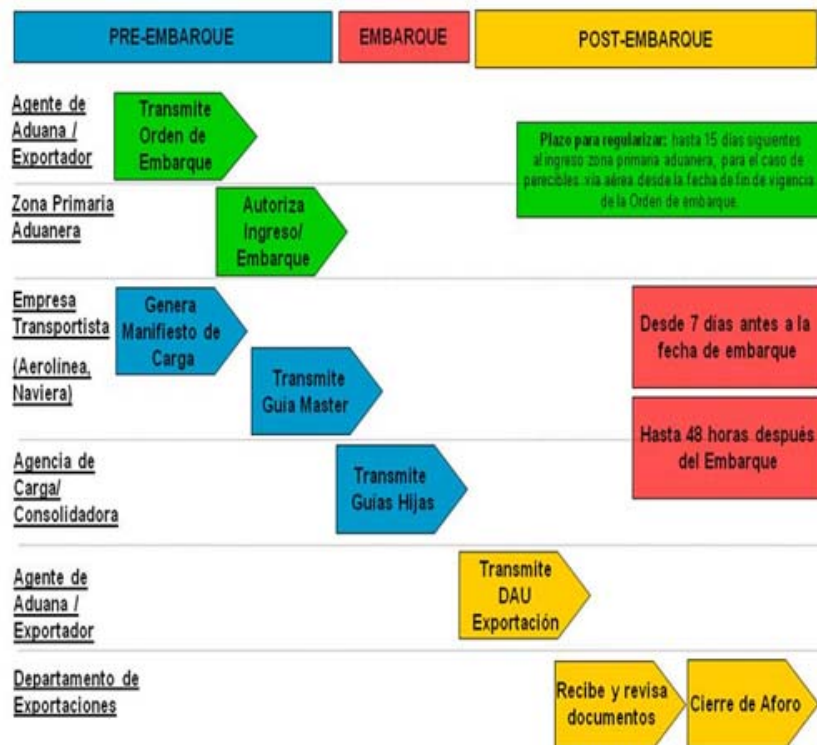 PRE-EMBARQUE
EMBARQUE
POST-EMBARQUE
Agente de
Aduana /
Exportador
Transmite
Orden de
Embarque
Plazo para regularizar: hasta 15 días siguientes
al ingreso zona primaria aduanera, para el caso de
perecibles vía aérea desde la fecha de fin de vigencia
de la Orden de embarque.
Zona Primaria
Aduanera
Autoriza
Ingreso/
Embarque
Empresa
Transportista
(Aerolínea,
Naviera)
Genera
Manifiesto de
Carga
Transmite
Guía Master
Desde 7 días antes a la
fecha de embarque
Hasta 48 horas después
del Embarque
Agencia de
Carga/
Consolidadora
Transmite
Guías Hijas
Agente de
Aduana /
Exportador
Transmite
DAU
Exportación
Departamento de
Exportaciones
Recibe y revisa
documentos
Cierre de Aforo